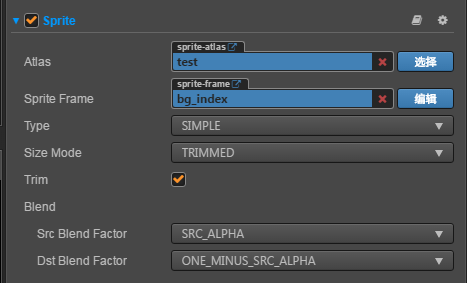 Sprite
sprite-atlas
Atlas test 选择
sprite-frame
Sprite Frame bg_index 编辑
Type SIMPLE
Size Mode TRIMMED
Trim
Blend
Src Blend Factor SRC_ALPHA
Dst Blend Factor ONE_MINUS_SRC_ALPHA